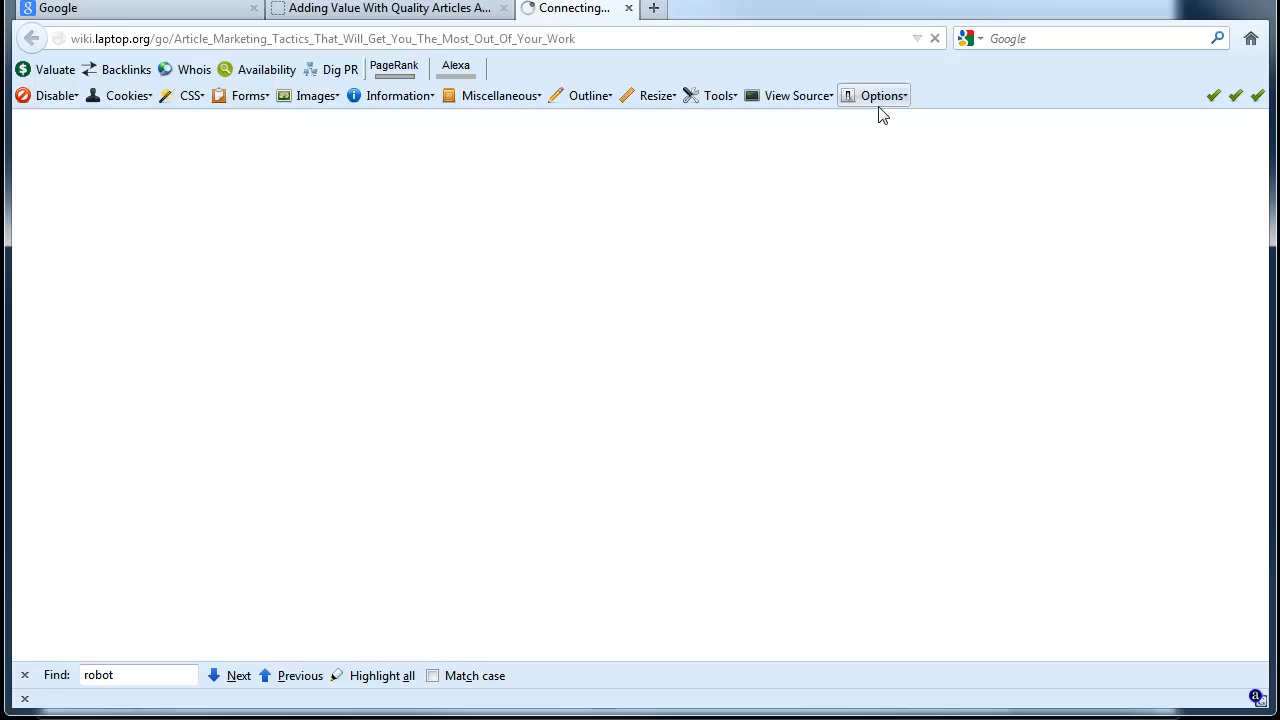 Google
Adding Value With Quality Articles A...
Connecting...
wiki.laptop.org/go/Article_Marketing_Tactics_That_Will_Get_You_The_Most_Out_Of_Your_Work
Google
Valuate Backlinks Whois Availability Dig PR PageRank Alexa
Disable Cookies CSS Forms Images Information Miscellaneous Outline Resize Tools View Source Options
Find: robot Next Previous Highlight all Match case